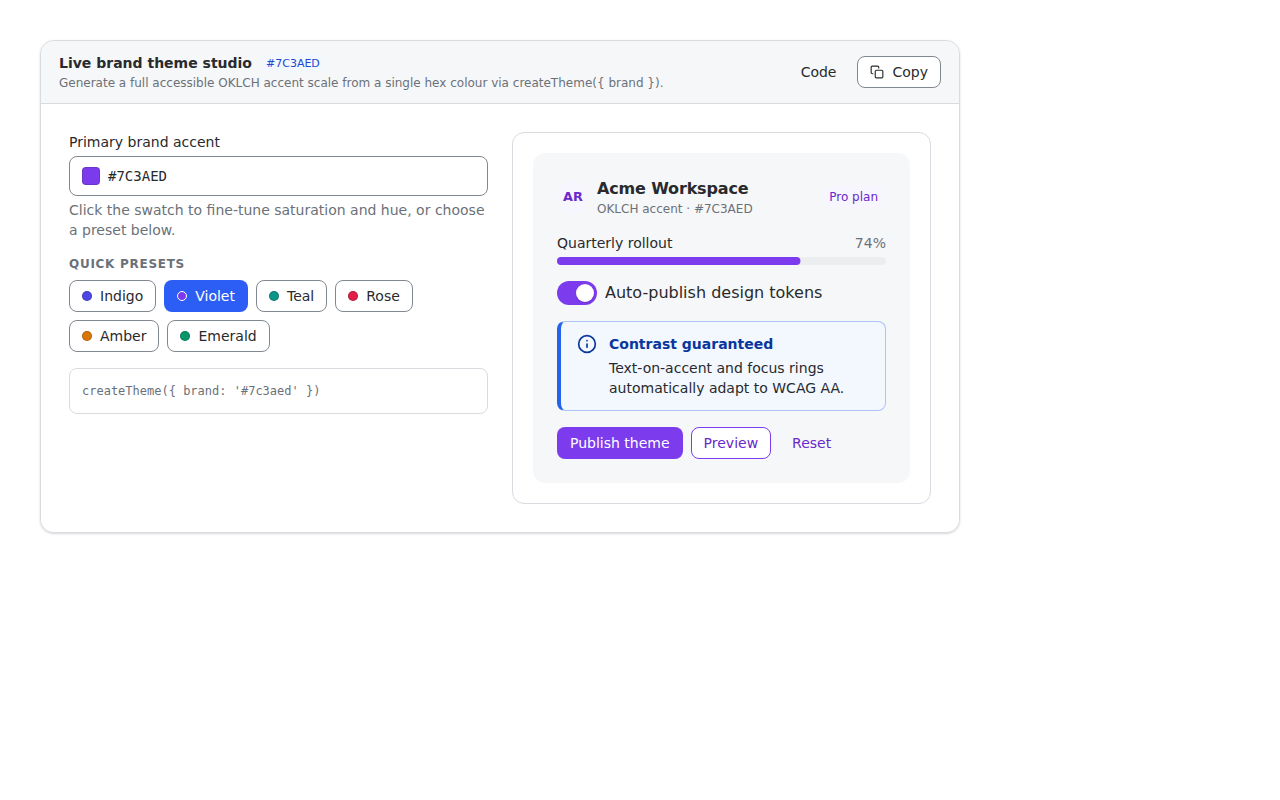 Live brand theme studio #7C3AED
Generate a full accessible OKLCH accent scale from a single hex colour via createTheme({ brand }).
Code
Copy
Primary brand accent
#7C3AED
Click the swatch to fine-tune saturation and hue, or choose
a preset below.
QUICK PRESETS
Indigo Violet Teal Rose
Amber Emerald
createTheme({ brand: '#7c3aed' })
AR
Acme Workspace
OKLCH accent · #7C3AED
Pro plan
Quarterly rollout 74%
Auto-publish design tokens
Contrast guaranteed
Text-on-accent and focus rings
automatically adapt to WCAG AA.
Publish theme Preview Reset